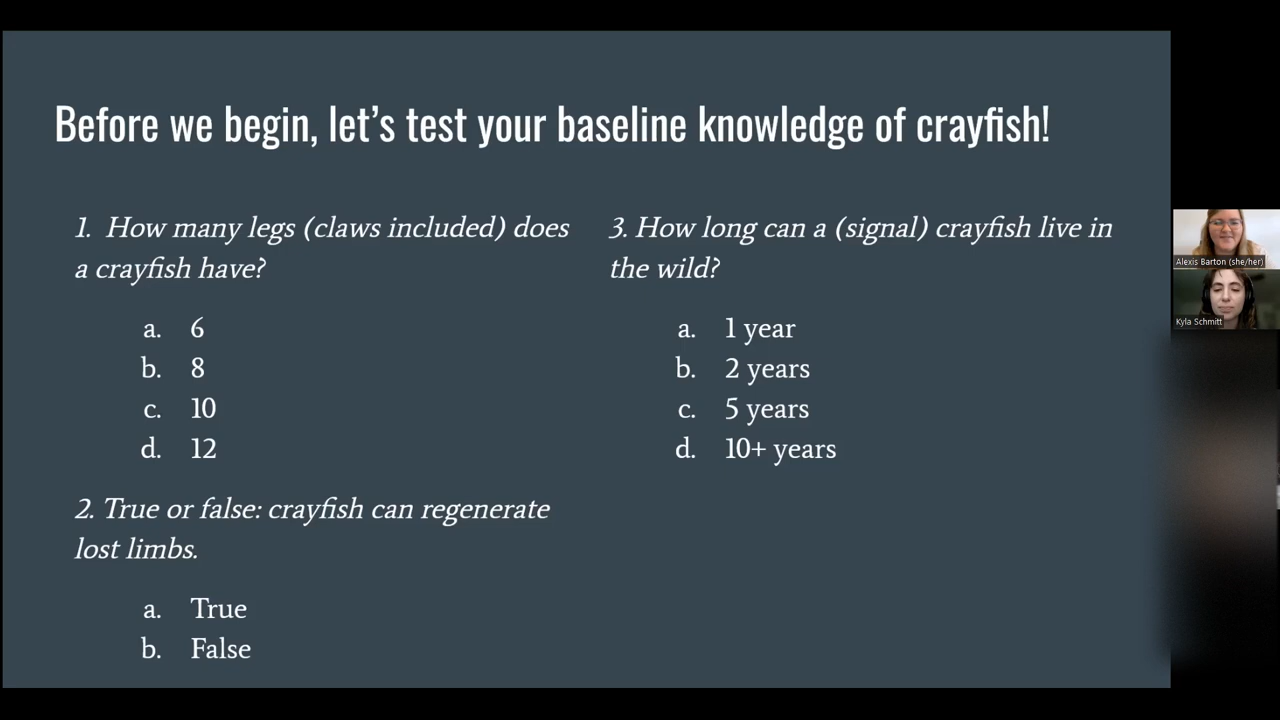 Before we begin, let's test your baseline knowledge of crayfish!
1. How many legs (claws included) does
a crayfish have?
a. 6
b. 8
c. 10
d. 12
2. True or false: crayfish can regenerate
lost limbs.
a. True
b. False
3. How long can a (signal) crayfish live in
the wild?
a. 1 year
b. 2 years
c. 5 years
d. 10+ years
Alexis Barton (she/her)
Kyla Schmitt